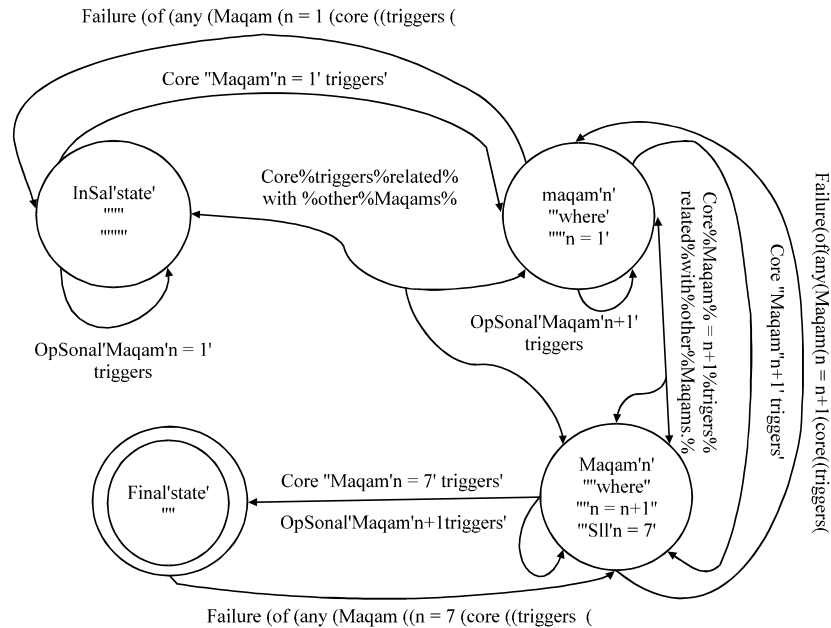 Failure (of (any (Maqam (n = 1 (core ((triggers (
Core "Maqam"n = 1' triggers'
Core%triggers%related%
with %other%Maqams%
InSal'state'
""""
"""""
maqam'n'
'"where'
"""n = 1'
OpSonal'Maqam'n = 1'
triggers
OpSonal'Maqam'n+1'
triggers
Core%Maqam% = n+1%trigers%
related%with%other%Maqams.%
Core "Maqam"n+1' triggers'
Failure(of(any(Maqam(n = n+1(core((triggers(
Maqam'n'
""where"
""n = n+1"
'"Sll'n = 7'
Final'state'
""
Core "Maqam'n = 7' triggers'
OpSonal'Maqam'n+1triggers'
Failure (of (any (Maqam ((n = 7 (core ((triggers (